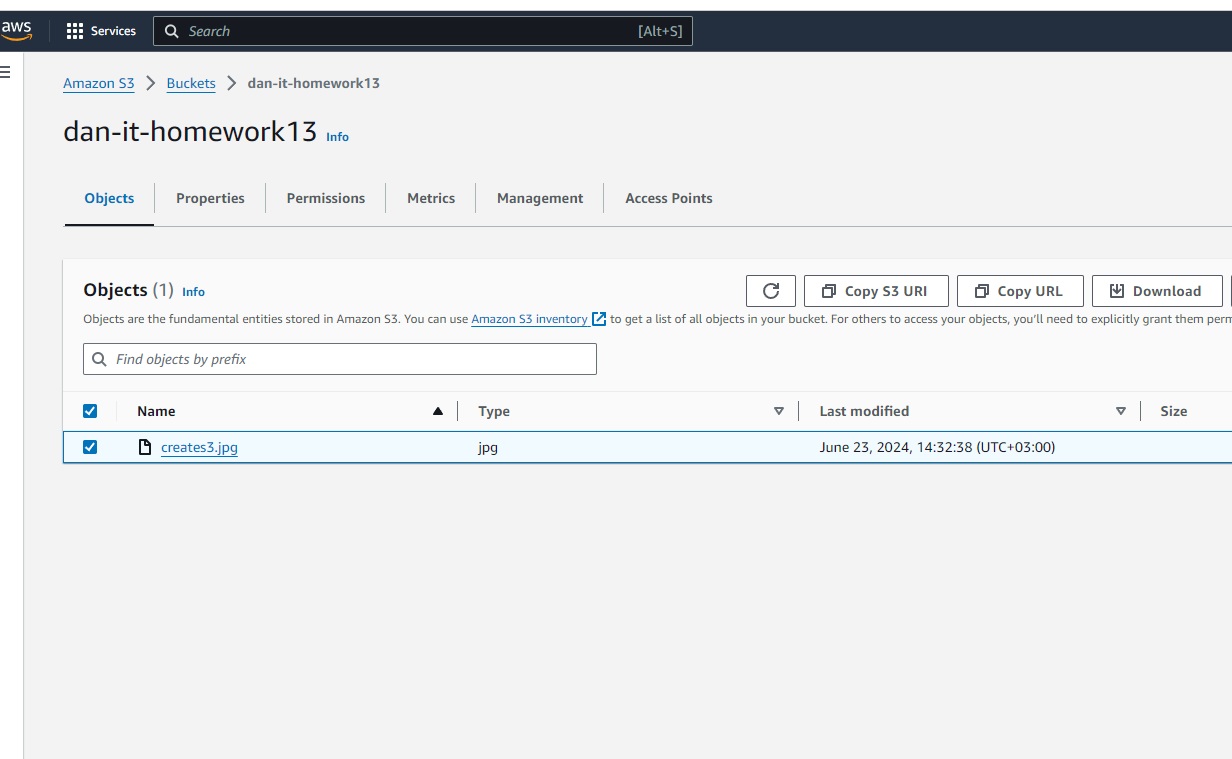 aws Services Search [Alt+S]
Amazon S3 Buckets dan-it-homework13
dan-it-homework13 Info
Objects Properties Permissions Metrics Management Access Points
Objects (1) Info Copy S3 URI Copy URL Download
Objects are the fundamental entities stored in Amazon S3. You can use Amazon S3 inventory to get a list of all objects in your bucket. For others to access your objects, you'll need to explicitly grant them perm
Find objects by prefix
Name Type Last modified Size
creates3.jpg jpg June 23, 2024, 14:32:38 (UTC+03:00)